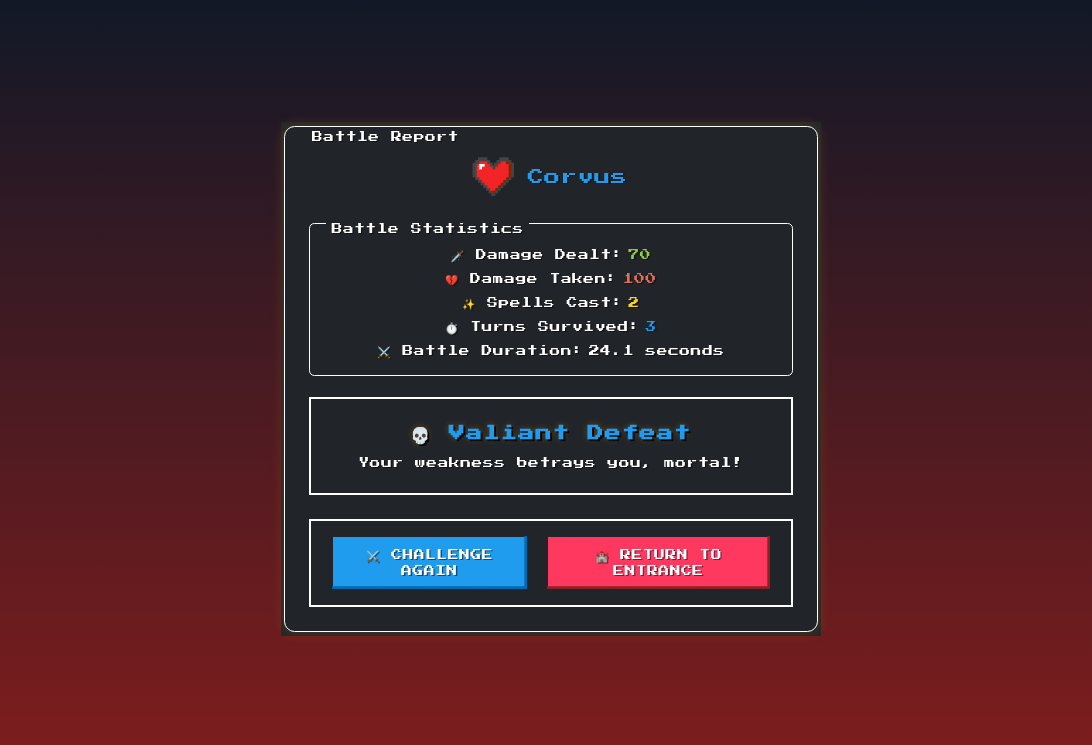 Battle Report
Corvus
Battle Statistics
Damage Dealt: 70
Damage Taken: 100
Spells Cast: 2
Turns Survived: 3
Battle Duration: 24.1 seconds
Valiant Defeat
Your weakness betrays you, mortal!
CHALLENGE
AGAIN
RETURN TO
ENTRANCE